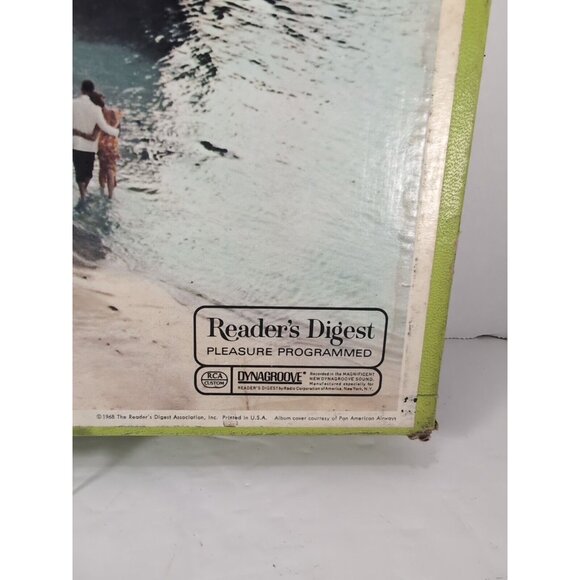 Reader's Digest
PLEASURE PROGRAMMED
RCA
CUSTOM
DYNAGROOVE
Recorded in the MAGNIFICENT
NEW DYNAGROOVE SOUND.
Manufactured especially for
READER'S DIGEST by Radio Corporation of America, New York, N.Y.
© 1968 The Reader's Digest Association, Inc. Printed in U.S.A. Album cover courtesy of Pan American Airways